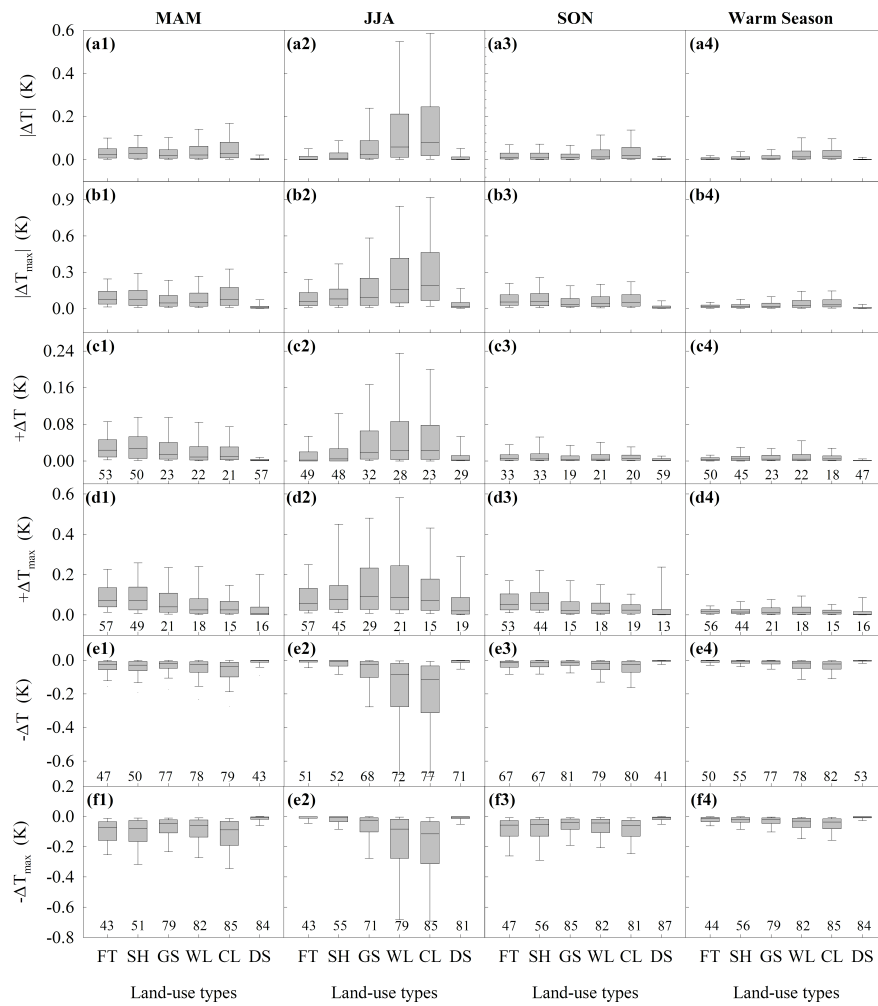 MAM JJA SON Warm Season
0.6 (a1) (a2) (a3) (a4)
0.4
|ΔT| (K)
0.2
0.0
(b1) (b2) (b3) (b4)
0.9
0.6
|ΔTmax| (K)
0.3
0.0
(c1) (c2) (c3) (c4)
0.24
0.16
+ΔT (K)
0.08
0.00
53 50 23 22 21 57 49 48 32 28 23 29 33 33 19 21 20 59 50 45 23 22 18 47
0.6 (d1) (d2) (d3) (d4)
0.4
+ΔTmax (K)
0.2
0.0
57 49 21 18 15 16 57 45 29 21 15 19 53 44 15 18 19 13 56 44 21 18 15 16
(e1) (e2) (e3) (e4)
0.0
-0.2
-ΔT (K)
-0.4
-0.6
47 50 77 78 79 43 51 52 68 72 77 71 67 67 81 79 80 41 50 55 77 78 82 53
0.2
(f1) (e2) (f3) (f4)
0.0
-0.2
-ΔTmax (K)
-0.4
-0.6
43 51 79 82 85 84 43 55 71 79 85 81 47 56 85 82 81 87 44 56 79 82 85 84
-0.8
FT SH GS WL CL DS FT SH GS WL CL DS FT SH GS WL CL DS FT SH GS WL CL DS
Land-use types Land-use types Land-use types Land-use types